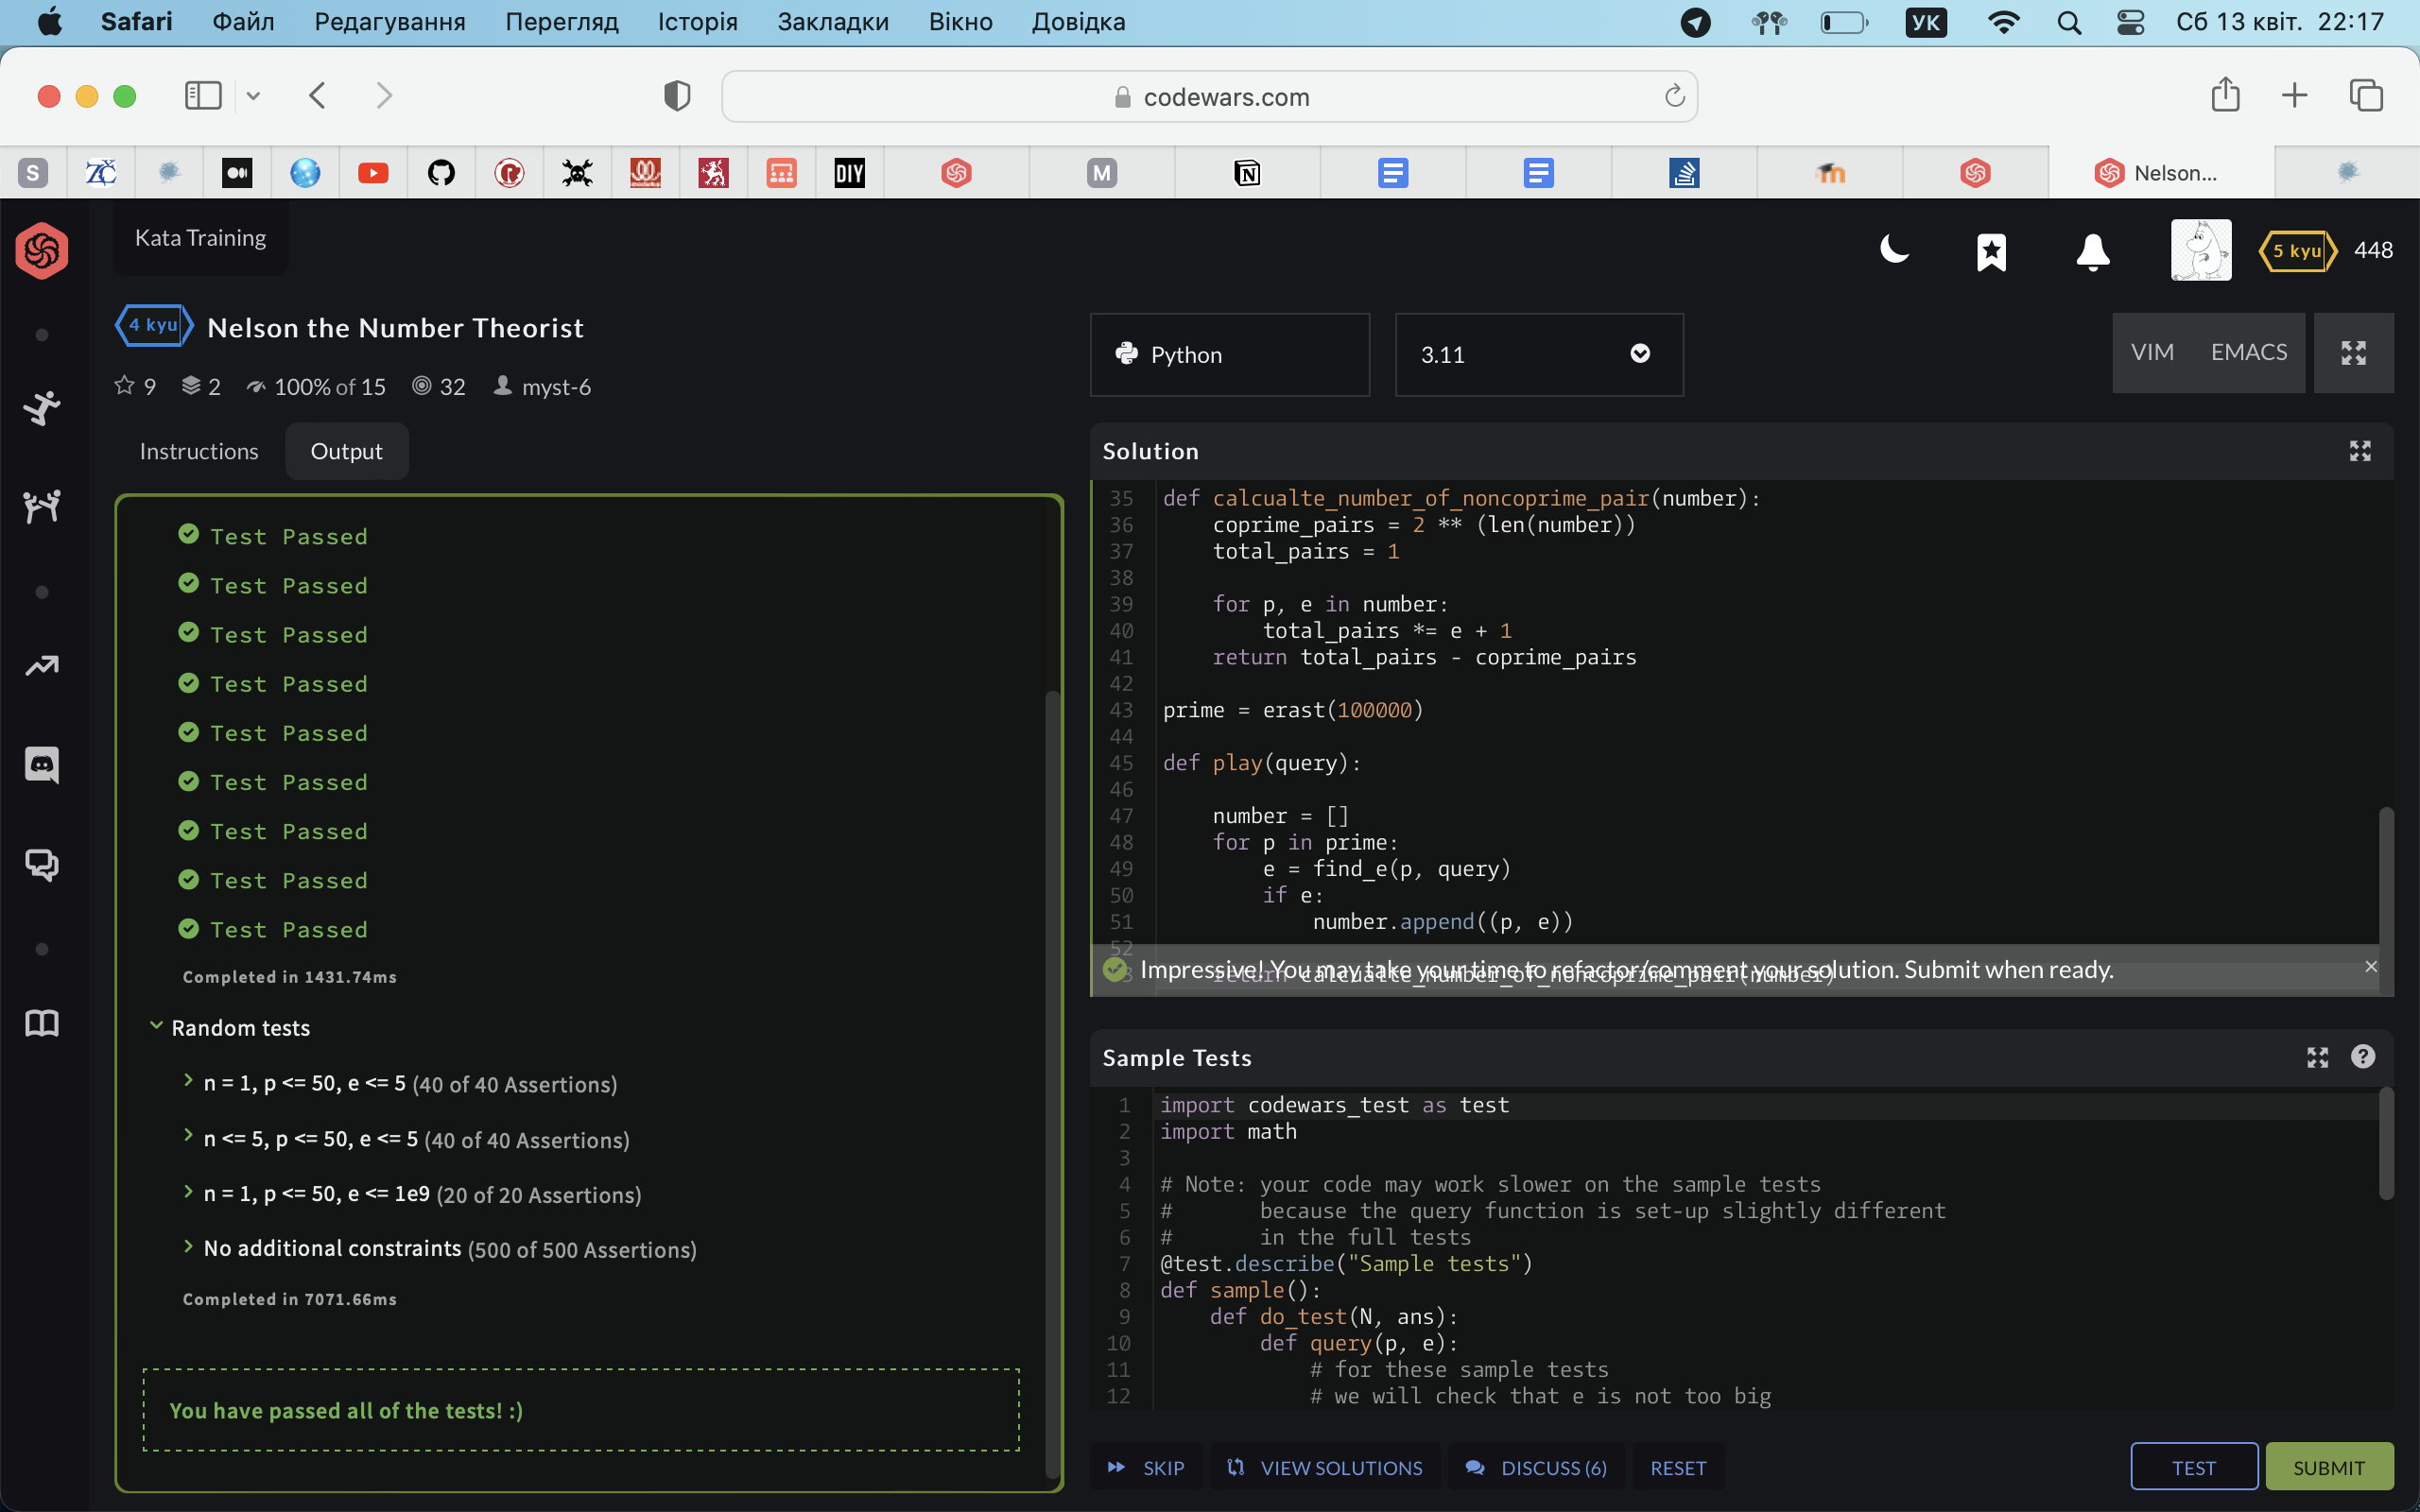 Safari Файл Редагування Перегляд Історія Закладки Вікно Довідка УК Сб 13 квіт. 22:17
codewars.com
S ZČ DIY M N m Nelson...
Kata Training
5 kyu 448
4 kyu Nelson the Number Theorist
9 2 100% of 15 32 myst-6
Instructions Output
Test Passed
Test Passed
Test Passed
Test Passed
Test Passed
Test Passed
Test Passed
Test Passed
Test Passed
Completed in 1431.74ms
Random tests
n = 1, p <= 50, e <= 5 (40 of 40 Assertions)
n <= 5, p <= 50, e <= 5 (40 of 40 Assertions)
n = 1, p <= 50, e <= 1e9 (20 of 20 Assertions)
No additional constraints (500 of 500 Assertions)
Completed in 7071.66ms
You have passed all of the tests! :)
Python 3.11 VIM EMACS
Solution
35 def calcualte_number_of_noncoprime_pair(number):
36     coprime_pairs = 2 ** (len(number))
37     total_pairs = 1
38
39     for p, e in number:
40         total_pairs *= e + 1
41     return total_pairs - coprime_pairs
42
43 prime = erast(100000)
44
45 def play(query):
46
47     number = []
48     for p in prime:
49         e = find_e(p, query)
50         if e:
51             number.append((p, e))
52
53     return calcualte_number_of_noncoprime_pair(number)
Impressive! You may take your time to refactor/comment your solution. Submit when ready.
Sample Tests
1 import codewars_test as test
2 import math
3
4 # Note: your code may work slower on the sample tests
5 #       because the query function is set-up slightly different
6 #       in the full tests
7 @test.describe("Sample tests")
8 def sample():
9     def do_test(N, ans):
10         def query(p, e):
11             # for these sample tests
12             # we will check that e is not too big
SKIP VIEW SOLUTIONS DISCUSS (6) RESET TEST SUBMIT